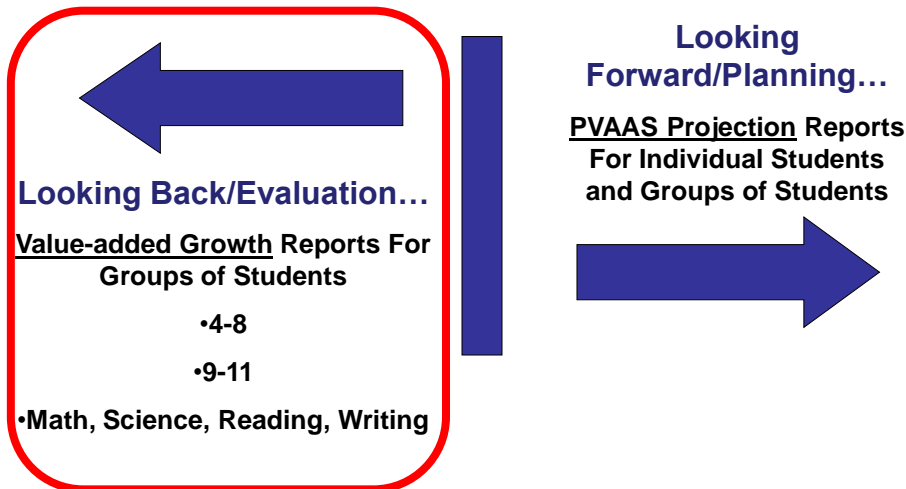 Looking Back/Evaluation…
Value-added Growth Reports For
Groups of Students
•4-8
•9-11
•Math, Science, Reading, Writing
Looking
Forward/Planning…
PVAAS Projection Reports
For Individual Students
and Groups of Students